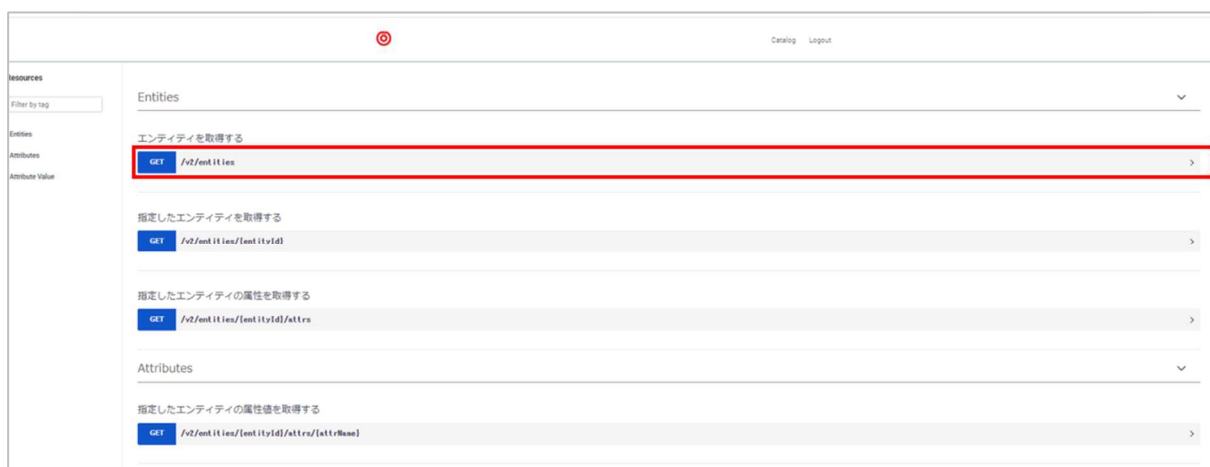 Catalog Logout
Resources
Filter by tag
Entities
Attributes
Attribute Value
Entities
エンティティを取得する
GET /v2/entities
指定したエンティティを取得する
GET /v2/entities/{entityId}
指定したエンティティの属性を取得する
GET /v2/entities/{entityId}/attrs
Attributes
指定したエンティティの属性値を取得する
GET /v2/entities/{entityId}/attrs/{attrName}